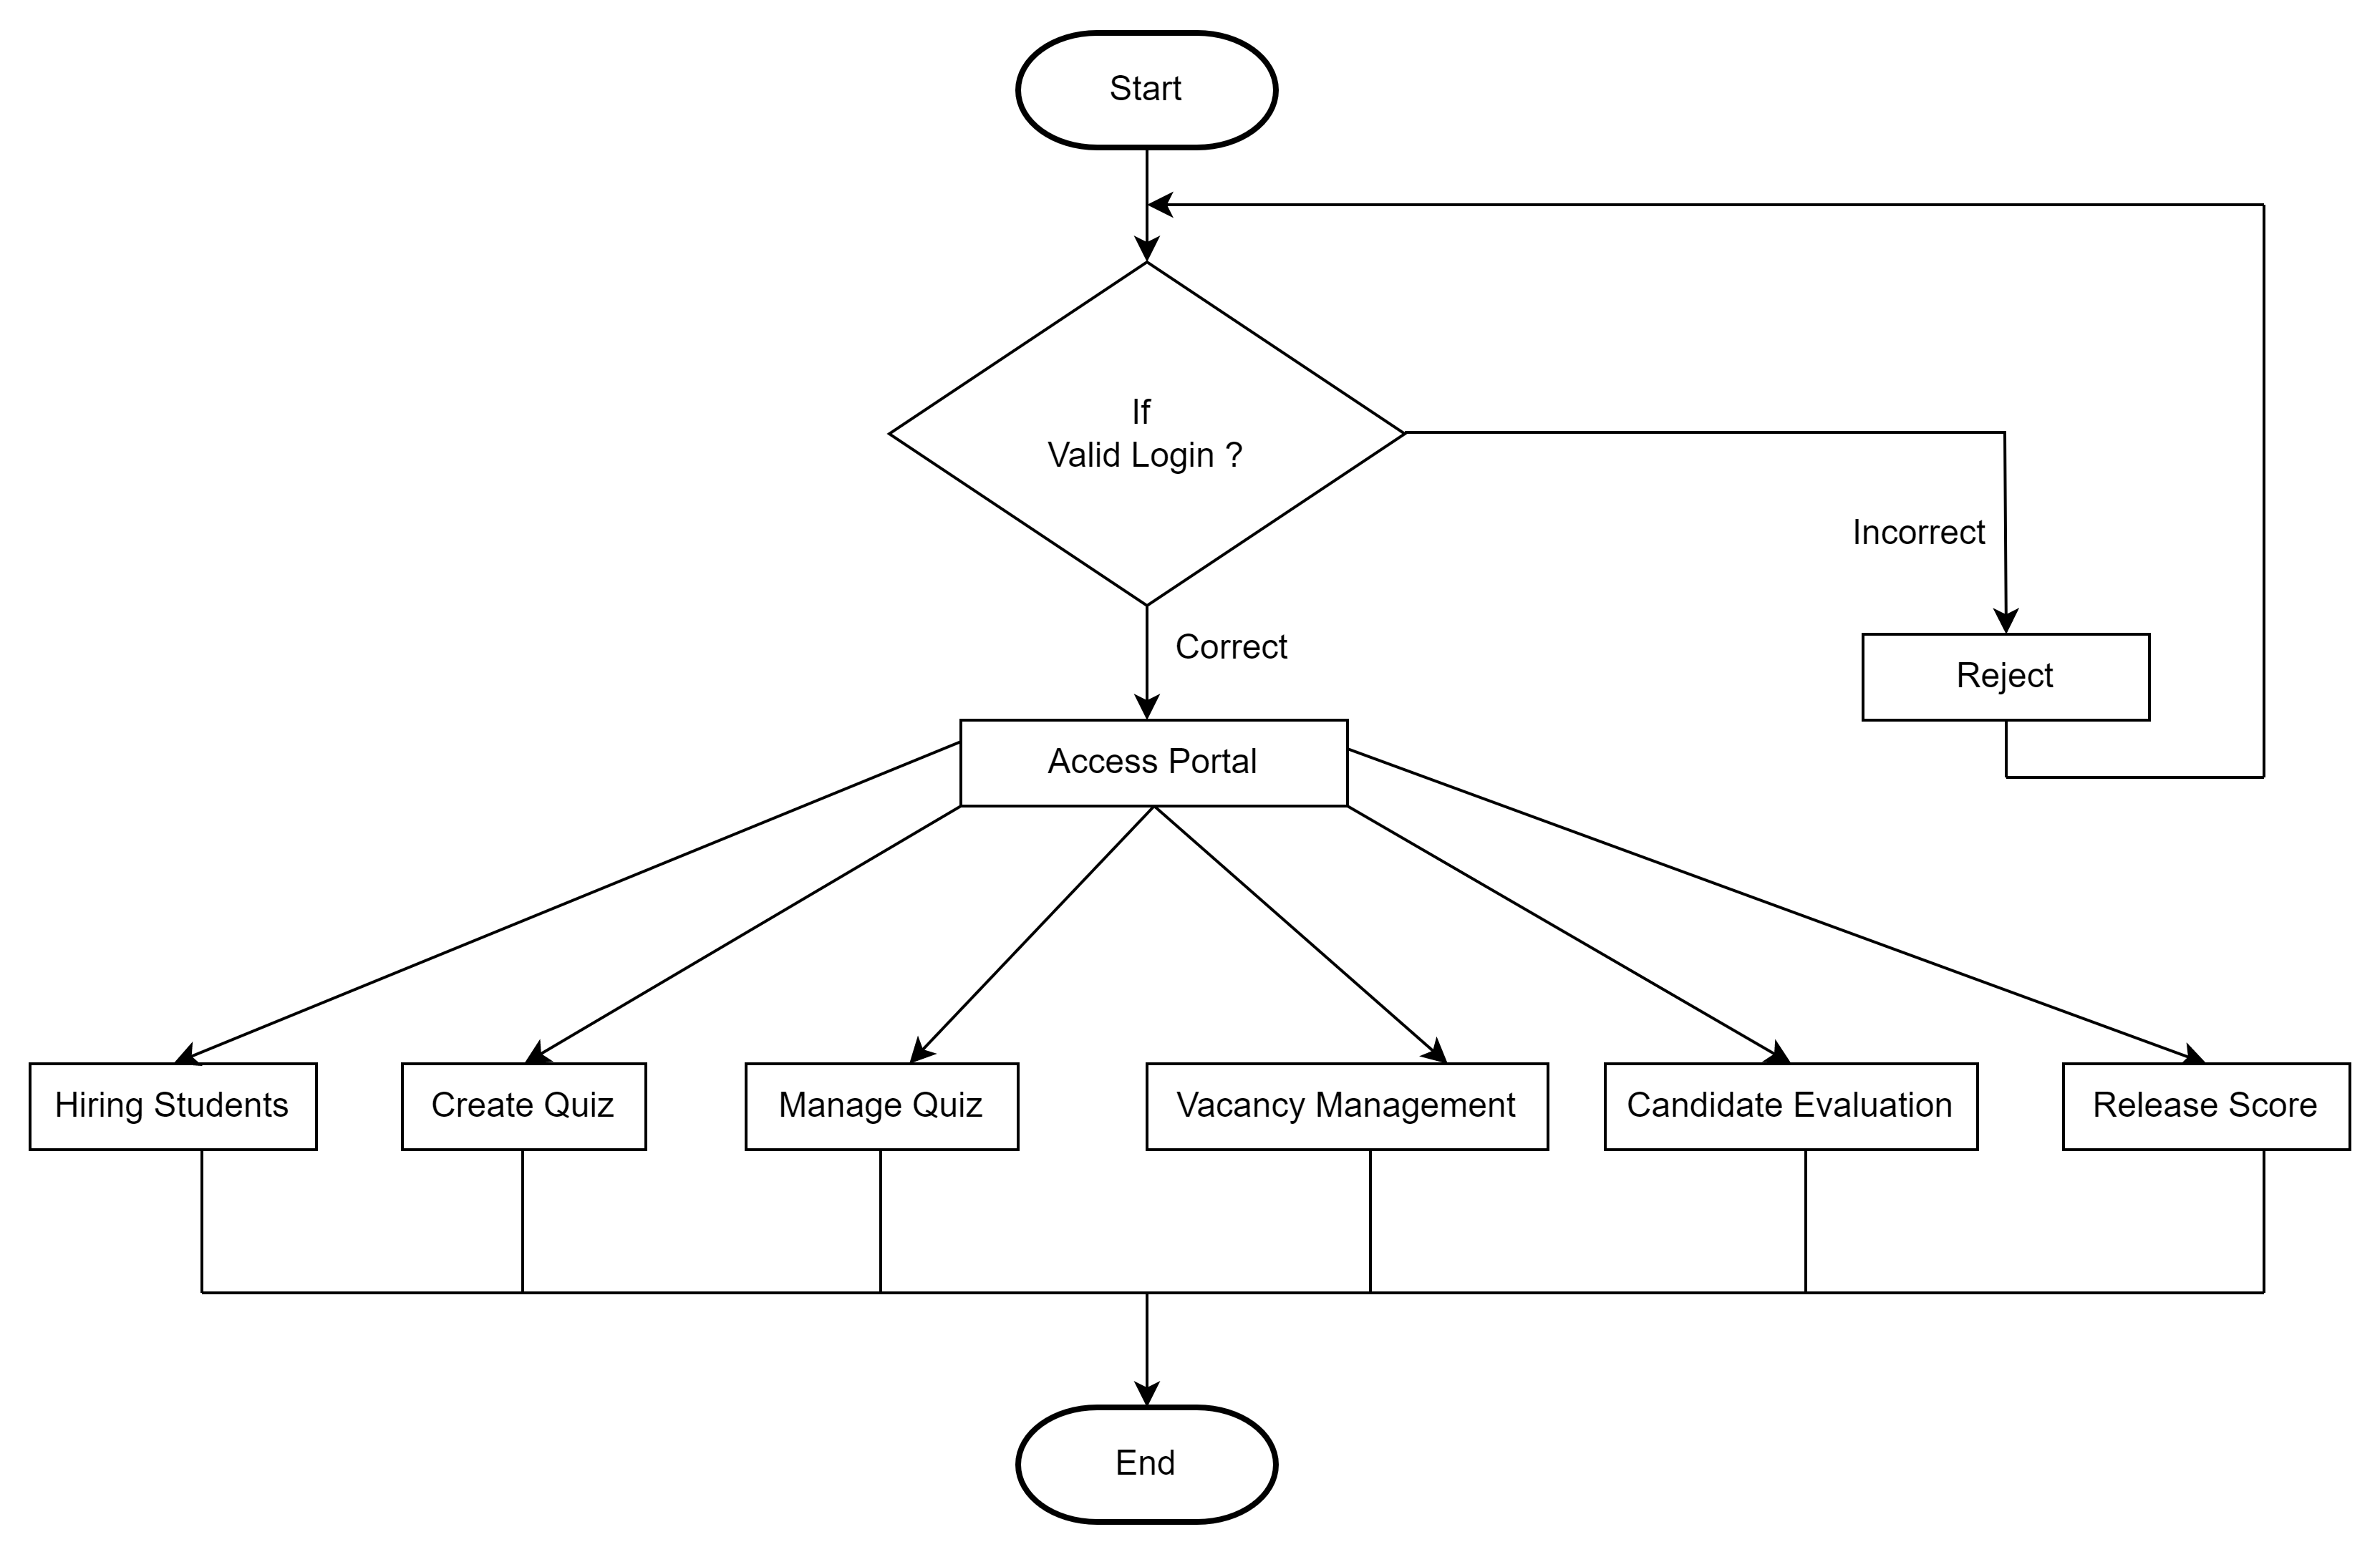 Start
If
Valid Login ?
Incorrect
Correct
Reject
Access Portal
Hiring Students
Create Quiz
Manage Quiz
Vacancy Management
Candidate Evaluation
Release Score
End